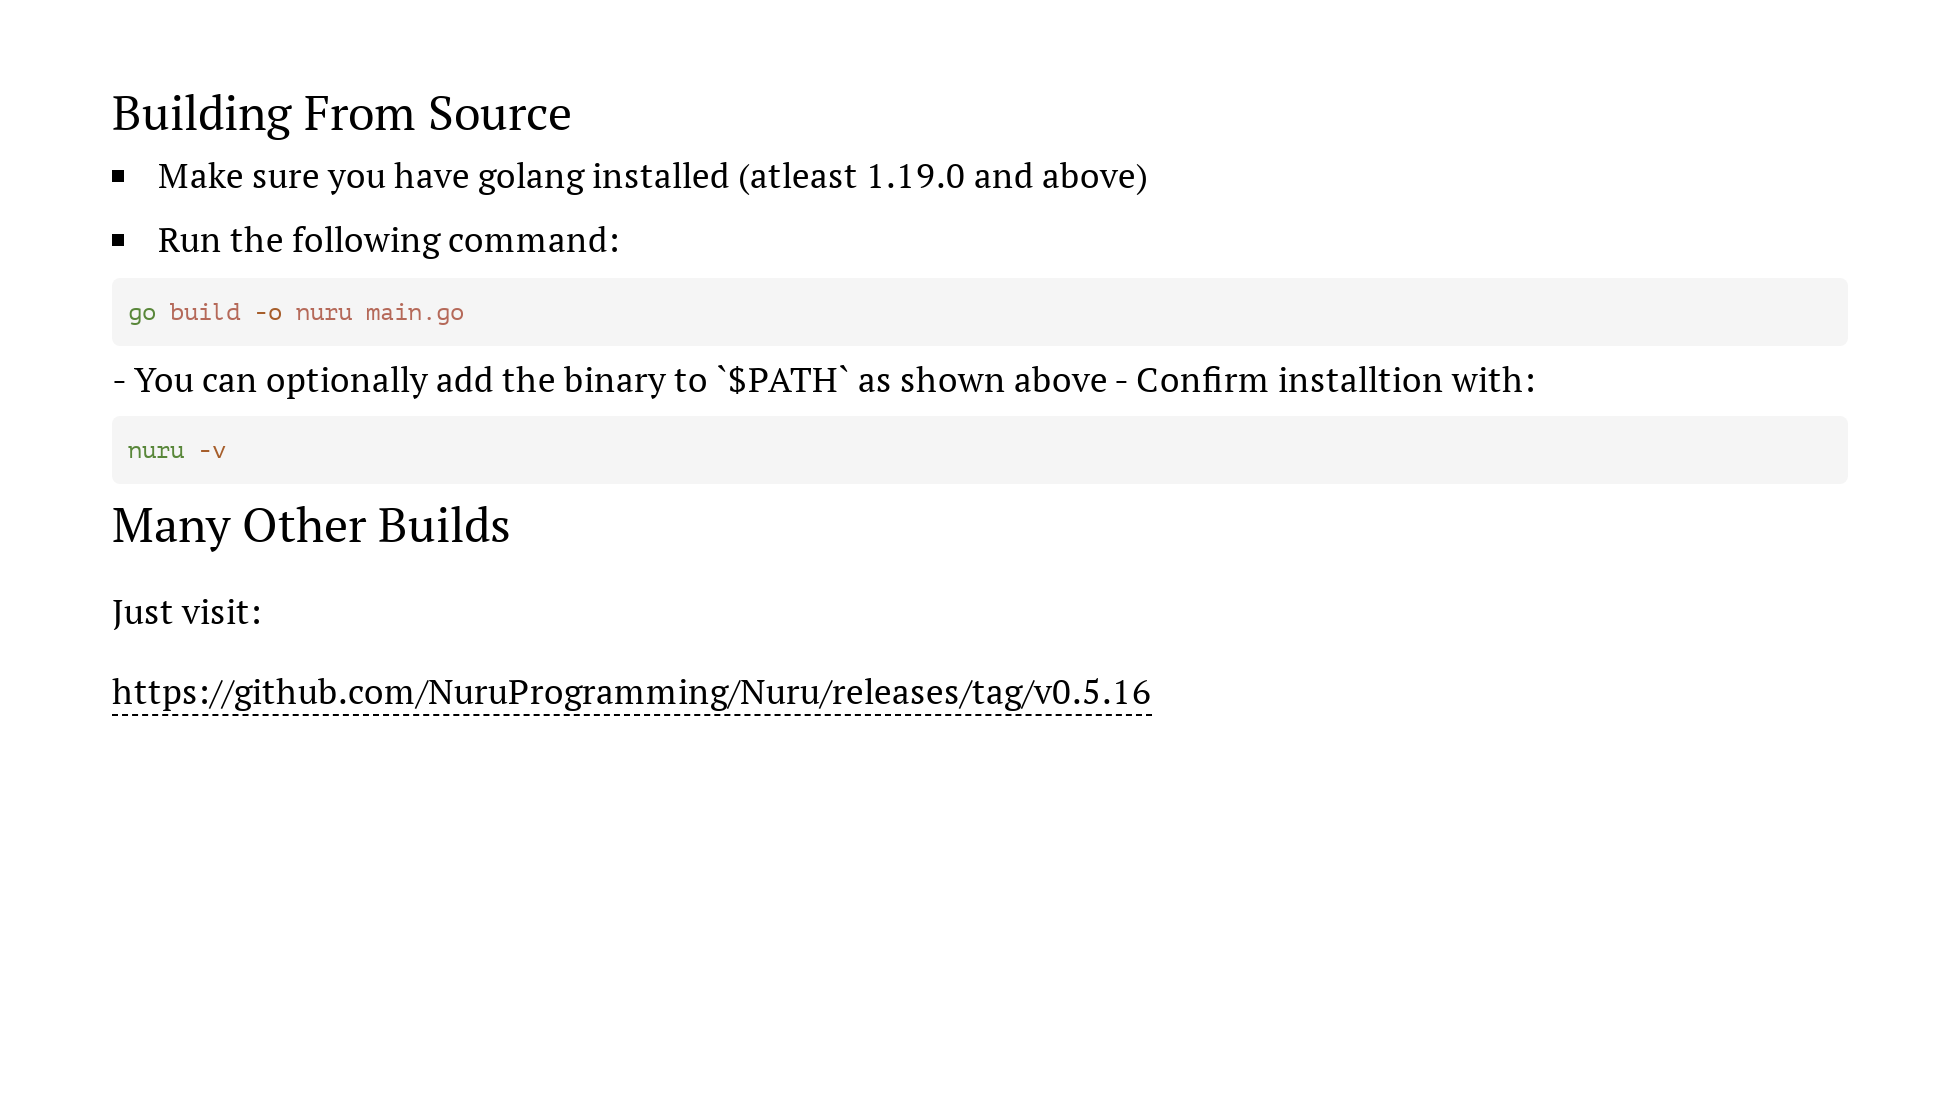 Building From Source
Make sure you have golang installed (atleast 1.19.0 and above)
Run the following command:
go build -o nuru main.go
- You can optionally add the binary to `$PATH` as shown above - Confirm installtion with:
nuru -v
Many Other Builds
Just visit:
https://github.com/NuruProgramming/Nuru/releases/tag/v0.5.16